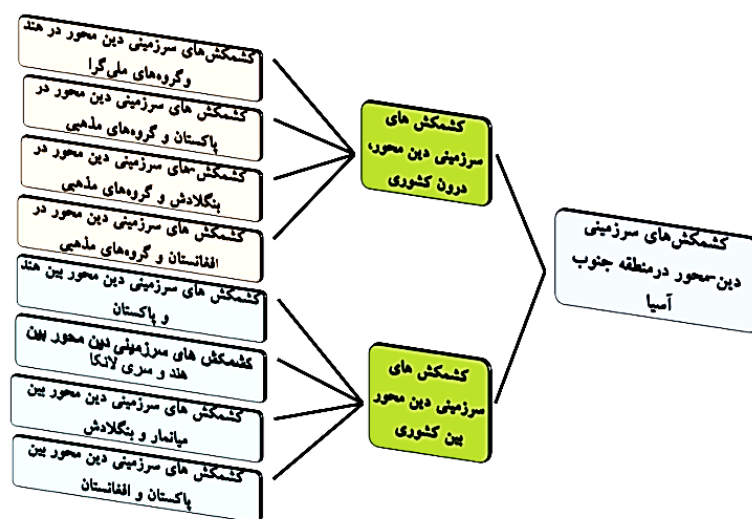 کشمکش‌های سرزمینی
دین-محور درمنطقه جنوب
آسیا
کشمکش های
سرزمینی دین محور،
درون کشوری
کشمکش‌های سرزمینی دین محور در هند
وگروه‌های ملی‌گرا
کشمکش های سرزمینی دین محور در
پاکستان و گروه‌های مذهبی
کشمکش-های سرزمینی دین محور در
بنگلادش و گروه‌های مذهبی
کشمکش های سرزمینی دین محور در
افغانستان و گروه‌های مذهبی
کشمکش های
سرزمینی دین محور
بین کشوری
کشمکش های سرزمینی دین محور بین هند
و پاکستان
کشمکش های سرزمینی دین محور بین
هند و سری لانکا
کشمکش های سرزمینی دین محور بین
میانمار و بنگلادش
کشمکش های سرزمینی دین محور بین
پاکستان و افغانستان